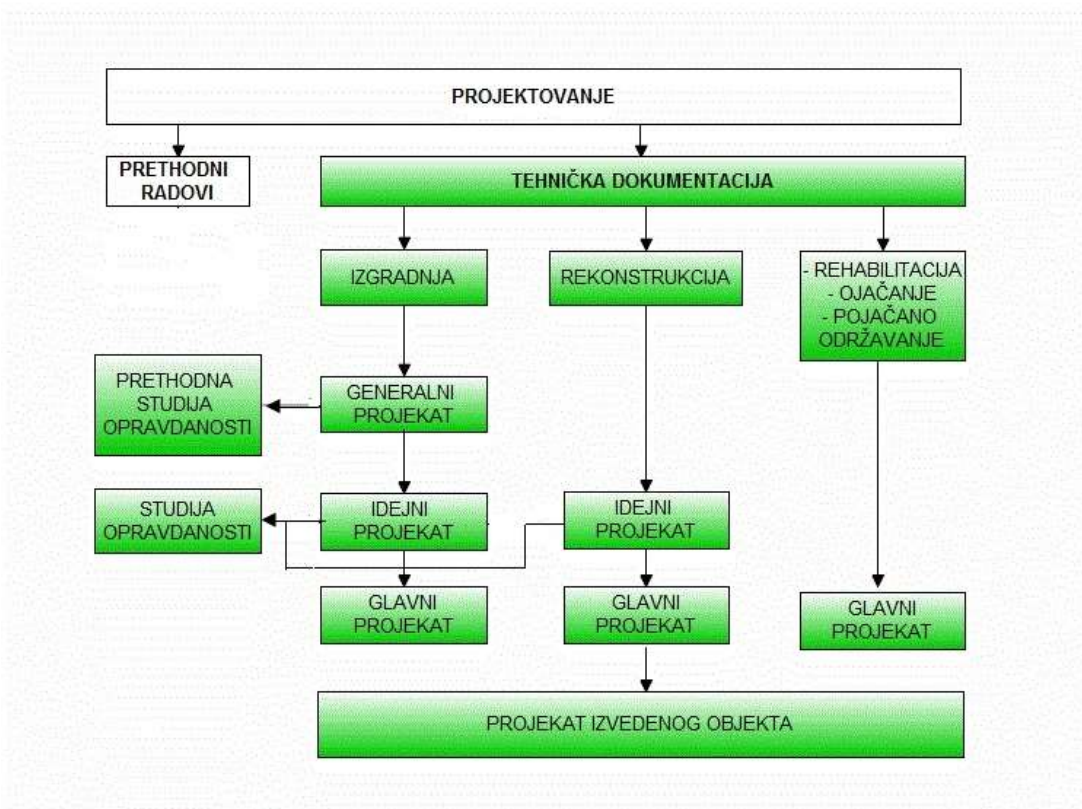 PROJEKTOVANJE
PRETHODNI
RADOVI
TEHNIČKA DOKUMENTACIJA
IZGRADNJA
REKONSTRUKCIJA
- REHABILITACIJA
- OJAČANJE
- POJAČANO
ODRŽAVANJE
PRETHODNA
STUDIJA
OPRAVDANOSTI
GENERALNI
PROJEKAT
STUDIJA
OPRAVDANOSTI
IDEJNI
PROJEKAT
IDEJNI
PROJEKAT
GLAVNI
PROJEKAT
GLAVNI
PROJEKAT
GLAVNI
PROJEKAT
PROJEKAT IZVEDENOG OBJEKTA